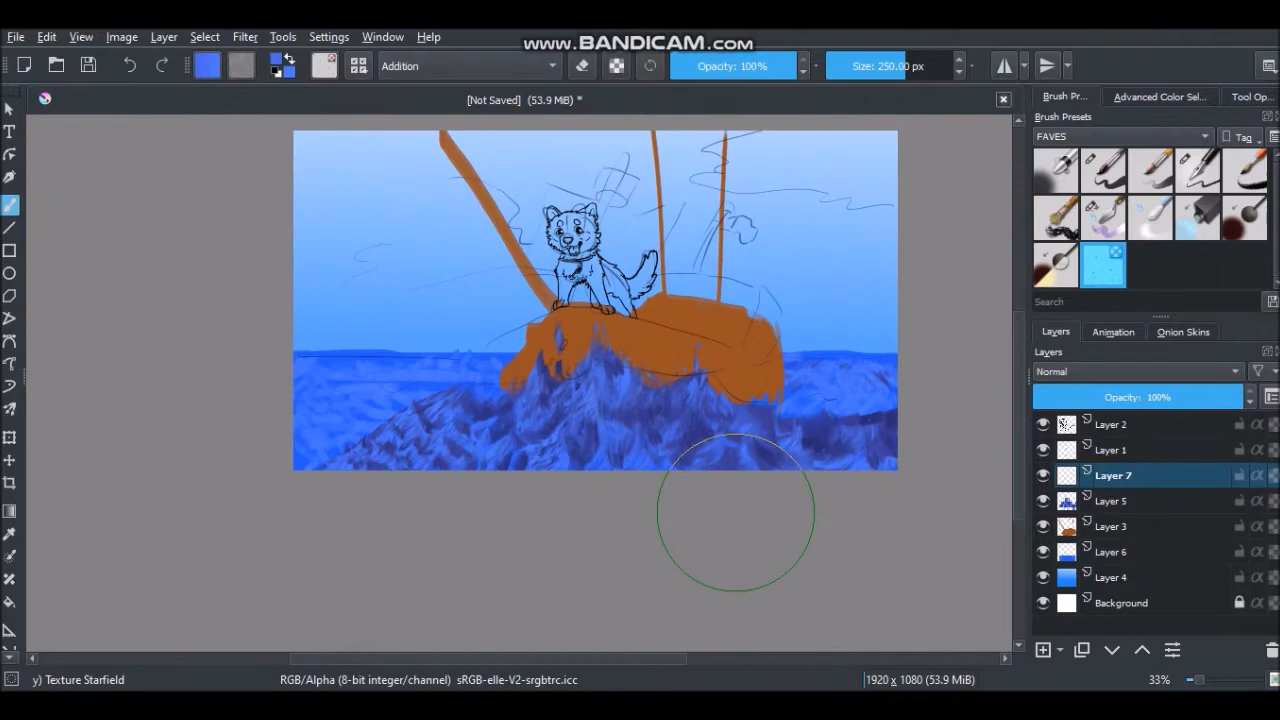 www.BANDICAM.com
File Edit View Image Layer Select Filter Tools Settings Window Help
Addition Opacity: 100% Size: 250.00 px
[Not Saved] (53.9 MiB) *
Brush Pr... Advanced Color Sel... Tool Op...
Brush Presets
FAVES Tag
Search
Layers Animation Onion Skins
Layers
Normal
Opacity: 100%
Layer 2
Layer 1
Layer 7
Layer 5
Layer 3
Layer 6
Layer 4
Background
y) Texture Starfield RGB/Alpha (8-bit integer/channel) sRGB-elle-V2-srgbtrc.icc 1920 x 1080 (53.9 MiB) 33%